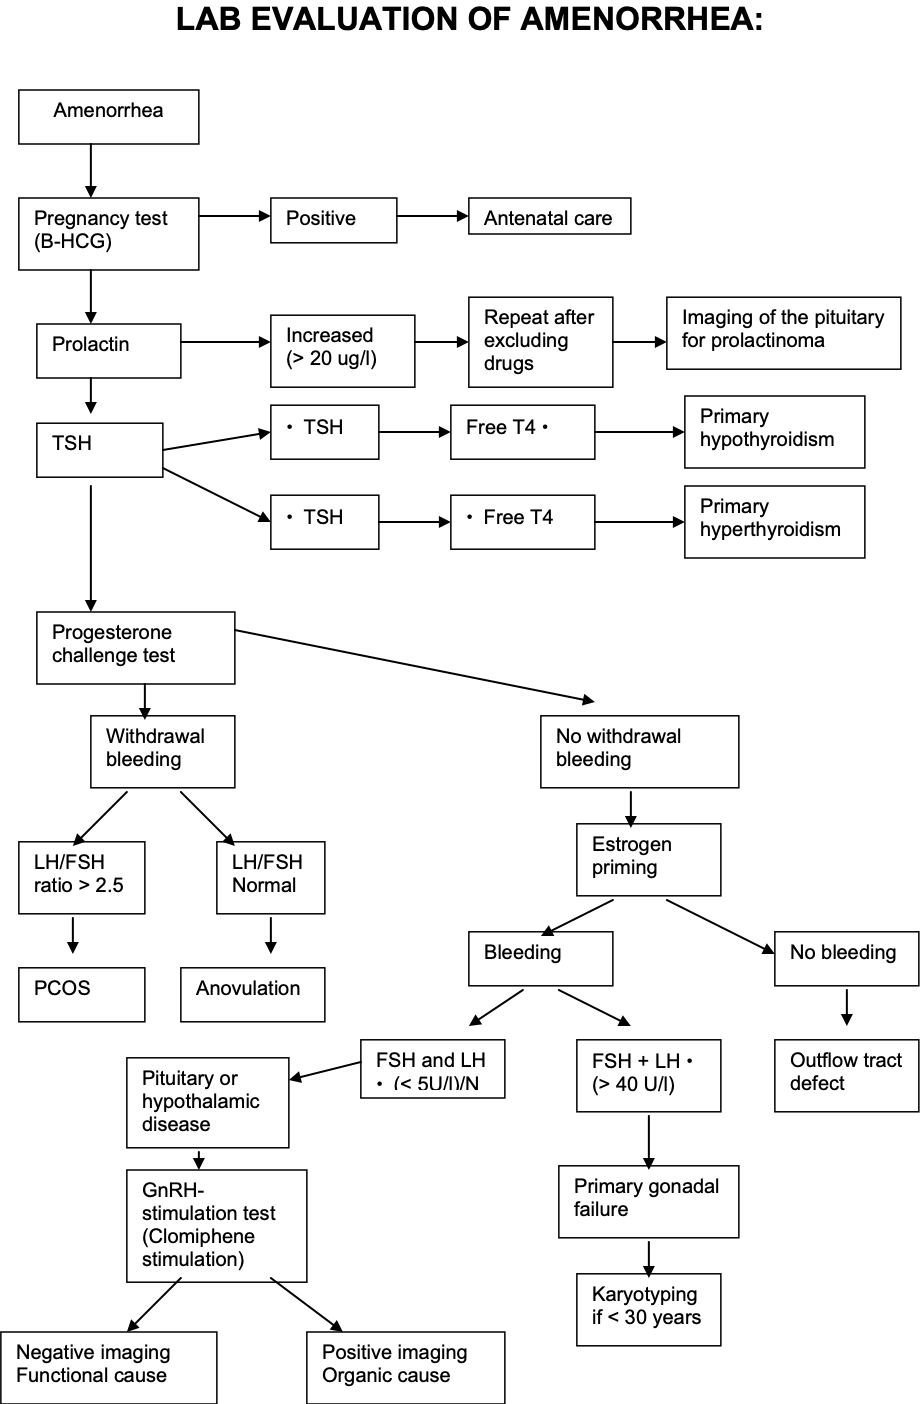 LAB EVALUATION OF AMENORRHEA:
Amenorrhea
Pregnancy test
(B-HCG)
Positive
Antenatal care
Prolactin
Increased
(> 20 ug/l)
Repeat after
excluding
drugs
Imaging of the pituitary
for prolactinoma
TSH
• TSH
Free T4 •
Primary
hypothyroidism
• TSH
• Free T4
Primary
hyperthyroidism
Progesterone
challenge test
Withdrawal
bleeding
No withdrawal
bleeding
LH/FSH
ratio > 2.5
LH/FSH
Normal
Estrogen
priming
PCOS
Anovulation
Bleeding
No bleeding
FSH and LH
• (< 5U/l)/N
FSH + LH •
(> 40 U/l)
Outflow tract
defect
Pituitary or
hypothalamic
disease
GnRH-
stimulation test
(Clomiphene
stimulation)
Primary gonadal
failure
Karyotyping
if < 30 years
Negative imaging
Functional cause
Positive imaging
Organic cause